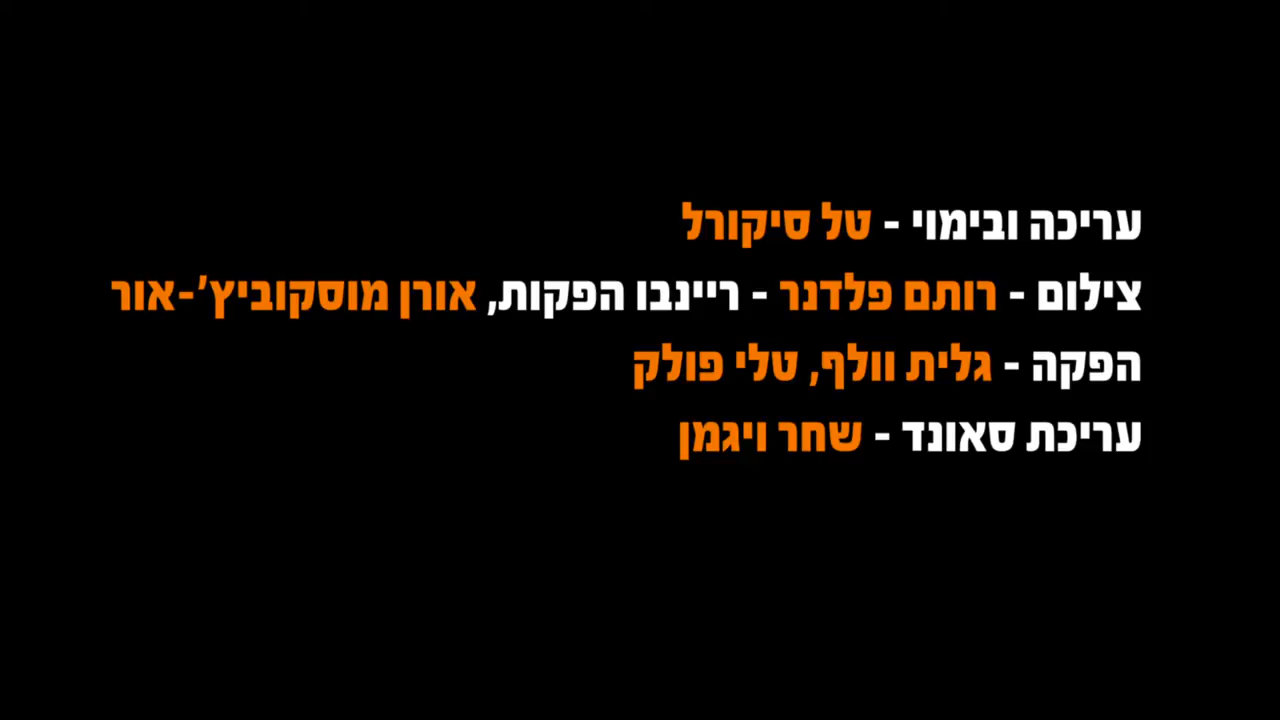 עריכה ובימוי - טל סיקורל
צילום - רותם פלדנר - ריינבו הפקות, אורן מוסקוביץ'-אור
הפקה - גלית וולף, טלי פולק
עריכת סאונד - שחר ויגמן